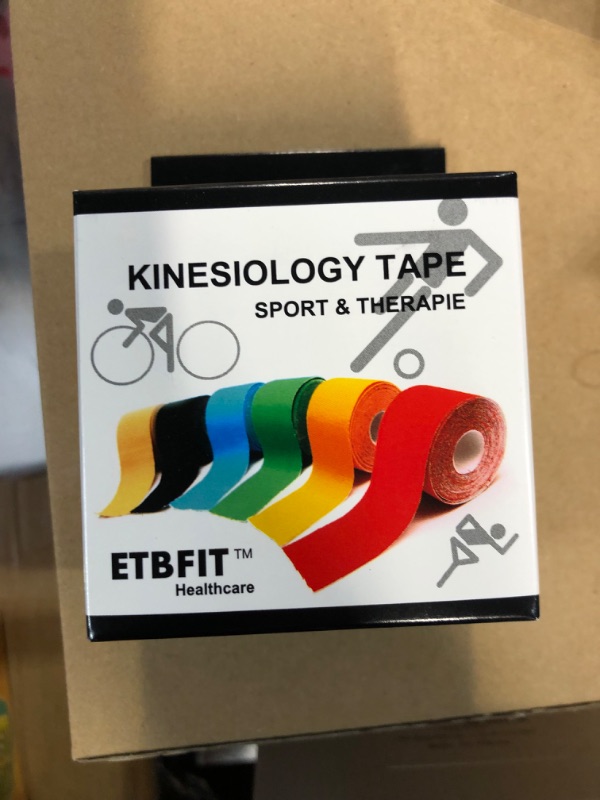 KINESIOLOGY TAPE
SPORT & THERAPIE
ETBFIT™
Healthcare